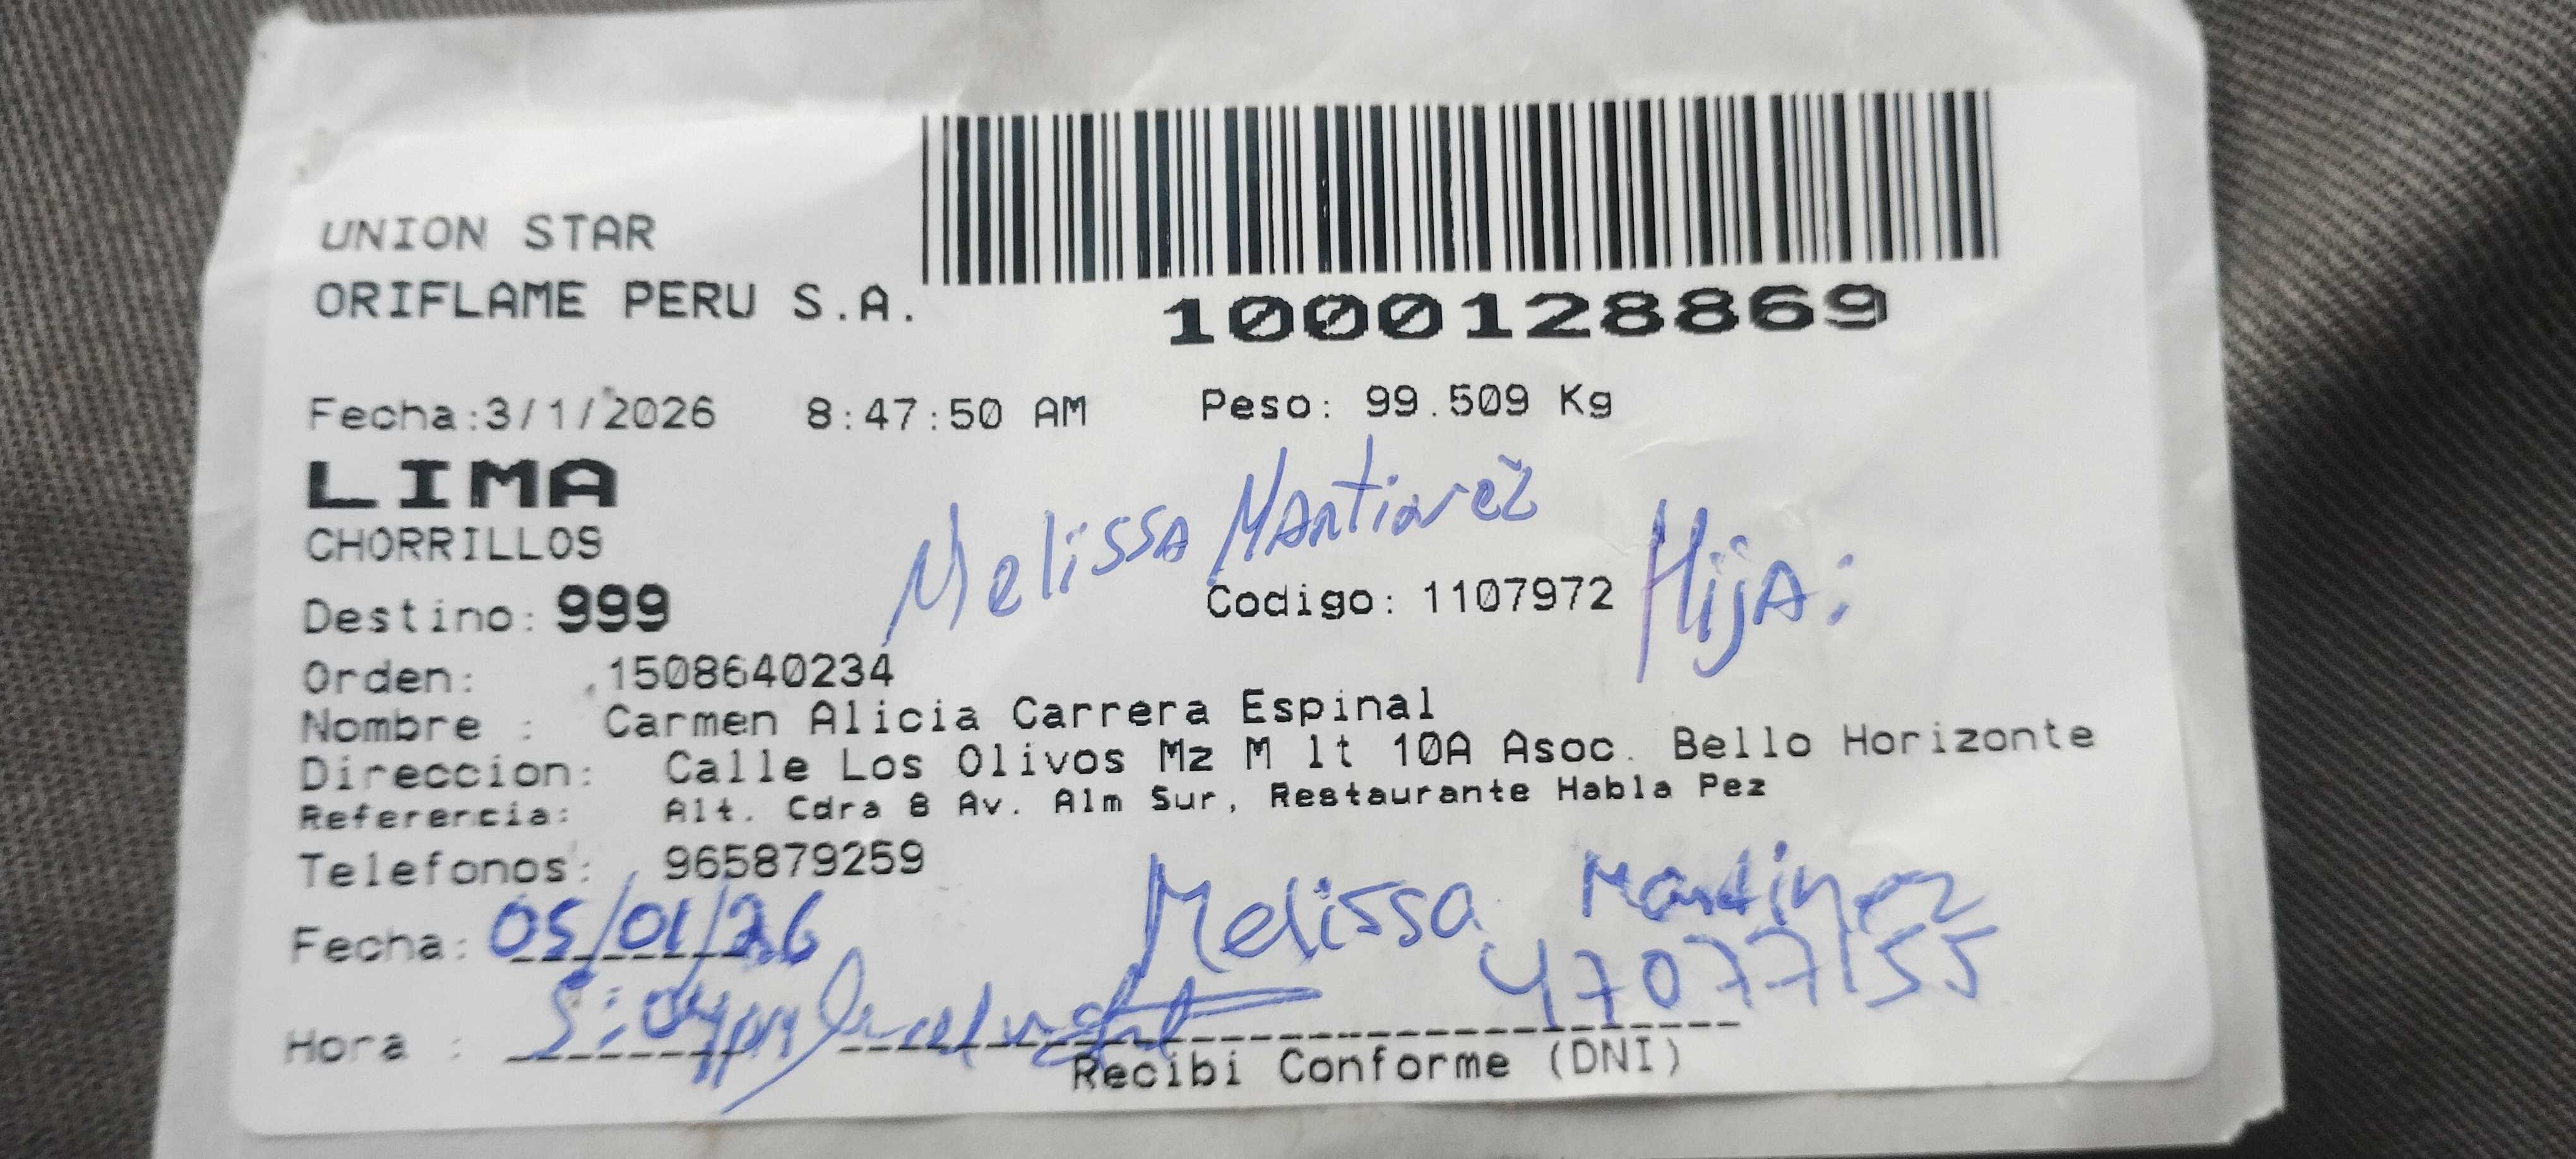 UNION STAR
ORIFLAME PERU S.A.
1000128869
Fecha:3/1/2026 8:47:50 AM Peso: 99.509 Kg
LIMA
CHORRILLOS
Melissa Martinez
Hija:
Destino: 999 Codigo: 1107972
Orden: 1508640234
Nombre : Carmen Alicia Carrera Espinal
Direccion: Calle Los Olivos Mz M lt 10A Asoc. Bello Horizonte
Referencia: Alt. Cdra 8 Av. Alm Sur, Restaurante Habla Pez
Telefonos: 965879259
Fecha: 05/01/26 Melissa Martinez
47077155
Hora :
Recibi Conforme (DNI)